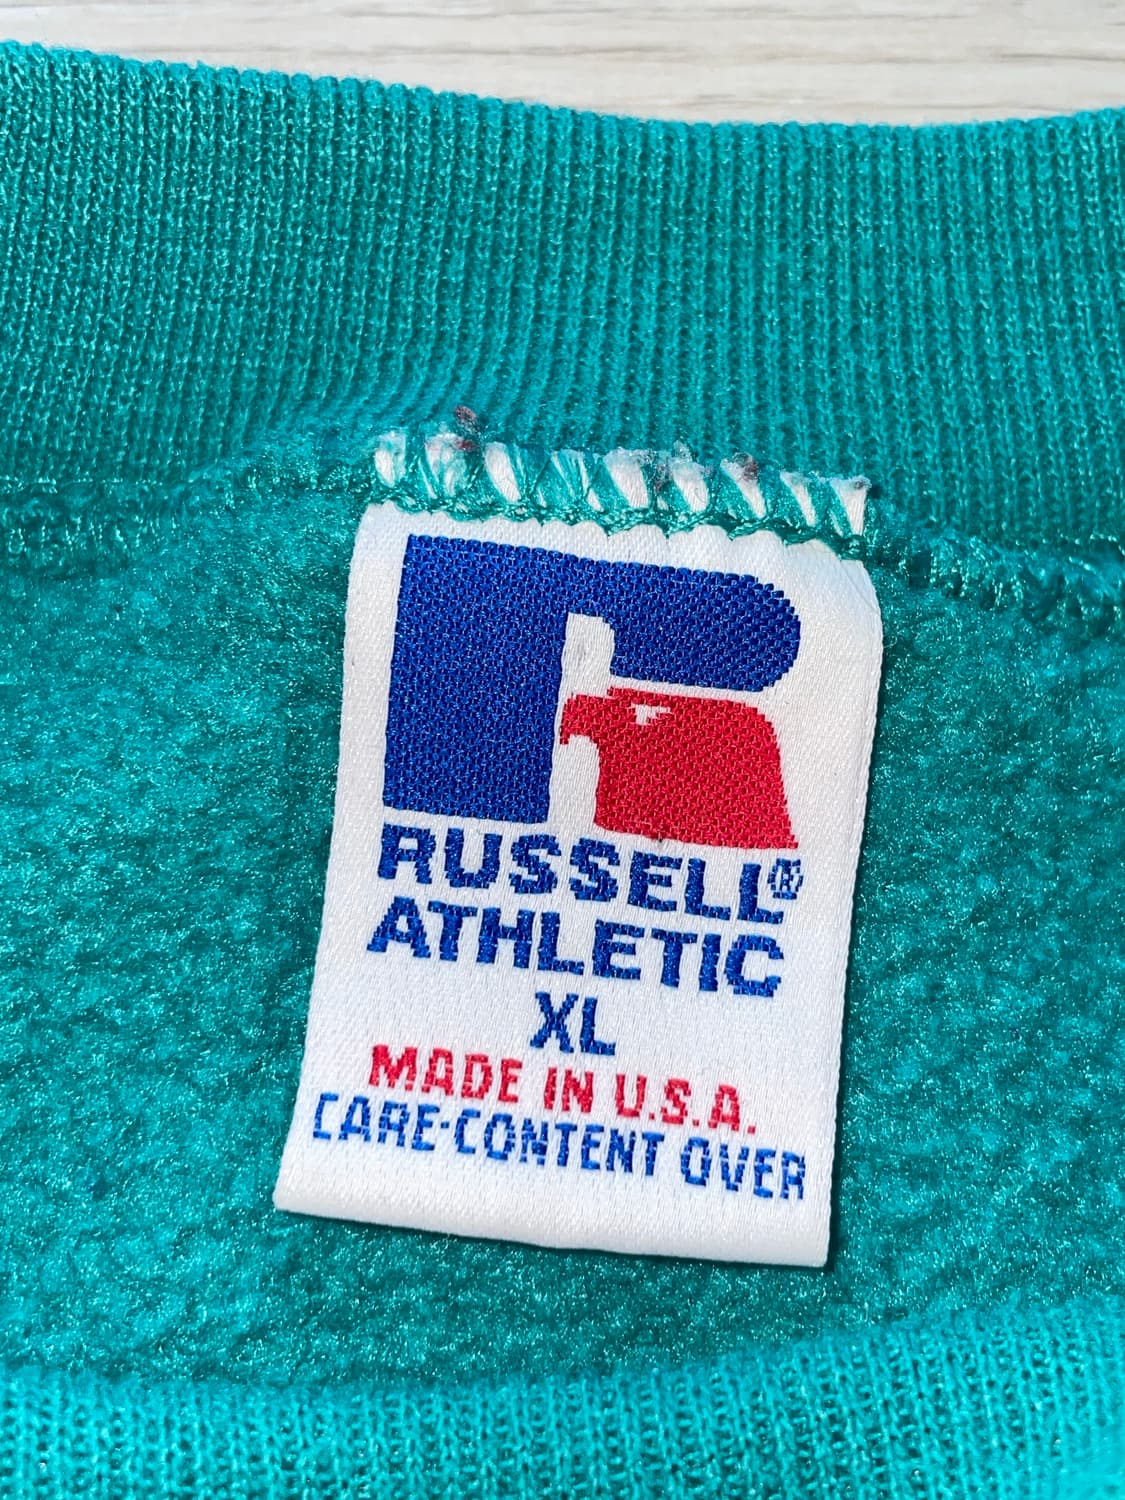 RUSSELL®
ATHLETIC
XL
MADE IN U.S.A.
CARE-CONTENT OVER